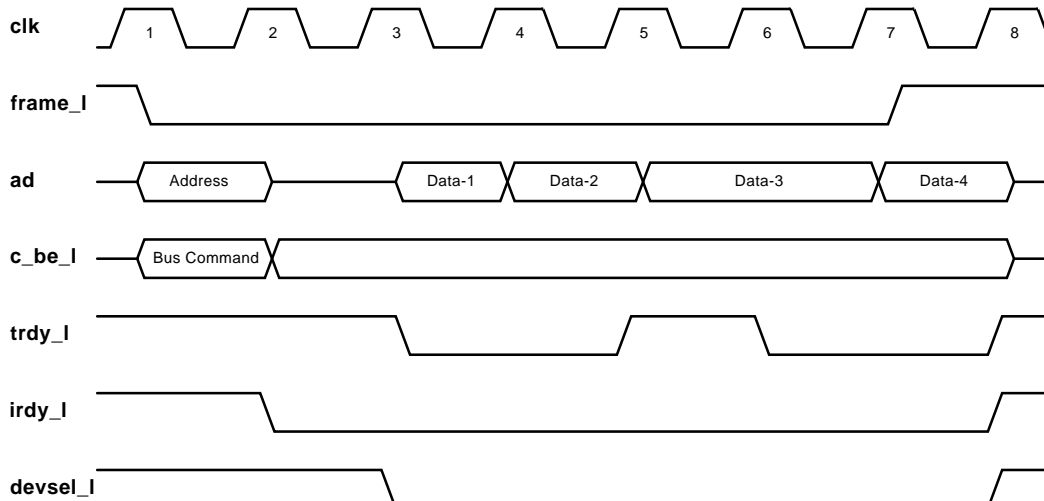 clk 1 2 3 4 5 6 7 8
frame_l
ad Address Data-1 Data-2 Data-3 Data-4
c_be_l Bus Command
trdy_l
irdy_l
devsel_l